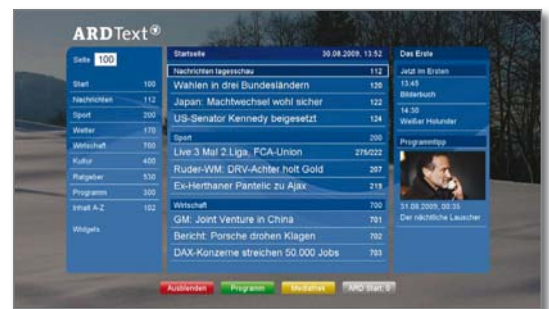 ARDText
Seite 100
Start 100
Nachrichten 112
Sport 200
Wetter 170
Wirtschaft 700
Kultur 400
Ratgeber 530
Programm 300
Inhalt A-Z 102
Widgets
Startseite 30.08.2009, 13:52
Nachrichten tagesschau 112
Wahlen in drei Bundesländern 120
Japan: Machtwechsel wohl sicher 122
US-Senator Kennedy beigesetzt 124
Sport 200
Live:3 Mal 2.Liga, FCA-Union 275/222
Ruder-WM: DRV-Achter holt Gold 207
Ex-Herthaner Pantelic zu Ajax 219
Wirtschaft 700
GM: Joint Venture in China 701
Bericht: Porsche drohen Klagen 702
DAX-Konzerne streichen 50.000 Jobs 703
Das Erste
Jetzt im Ersten
13:45
Bilderbuch
14:30
Weißer Holunder
Programmtipp
31.08.2009, 00:35
Der nächtliche Lauscher
Ausblenden Programm Mediathek ARD Start: 0